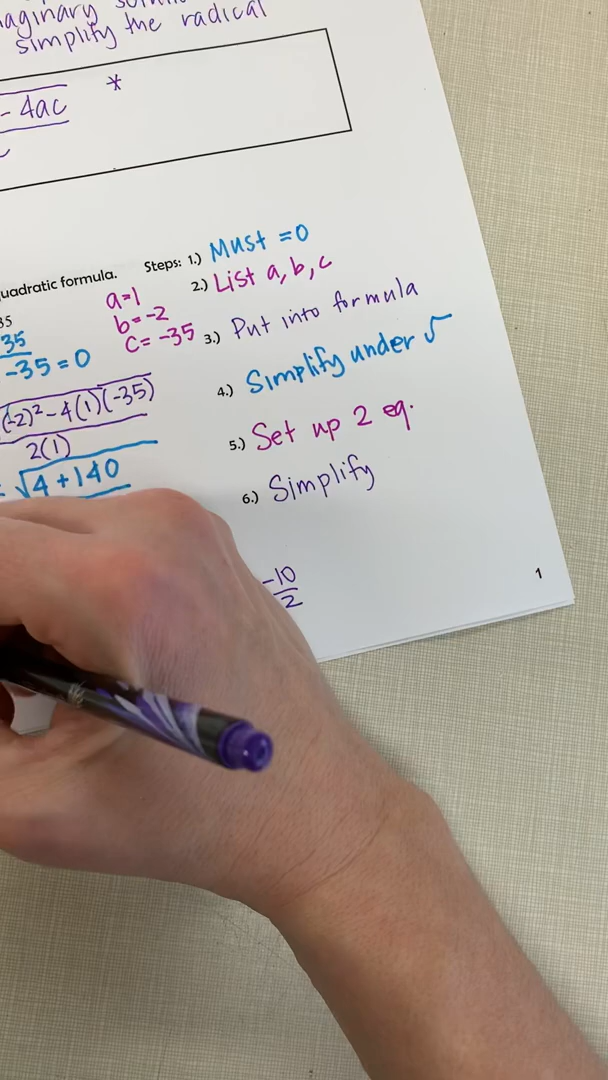 simplify the radical
- 4ac *
quadratic formula. Steps: 1.) Must = 0
35 a=1 2.) List a, b, c
35 b= -2 3.) Put into formula
-35 = 0 c= -35
(-2)² - 4(1)(-35) 4.) Simplify under √
2(1) 5.) Set up 2 eq.
= √4 + 140 6.) Simplify
-10
2
1